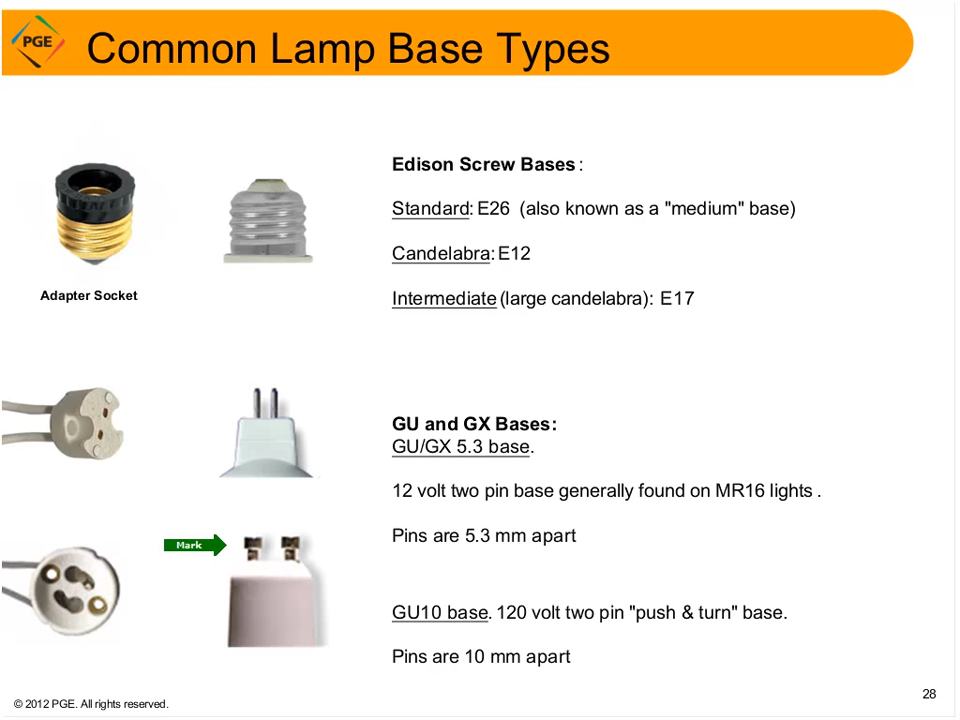 PGE
Common Lamp Base Types
Edison Screw Bases :
Standard: E26 (also known as a "medium" base)
Candelabra: E12
Intermediate (large candelabra): E17
Adapter Socket
GU and GX Bases:
GU/GX 5.3 base.
12 volt two pin base generally found on MR16 lights .
Pins are 5.3 mm apart
Mark
GU10 base. 120 volt two pin "push & turn" base.
Pins are 10 mm apart
© 2012 PGE. All rights reserved.
28